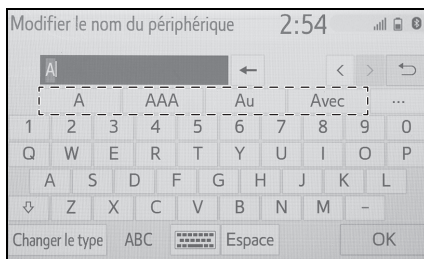 Modifier le nom du périphérique 2:54
A
A AAA Au Avec ...
1 2 3 4 5 6 7 8 9 0
Q W E R T Y U I O P
A S D F G H J K L
Z X C V B N M -
Changer le type ABC Espace OK